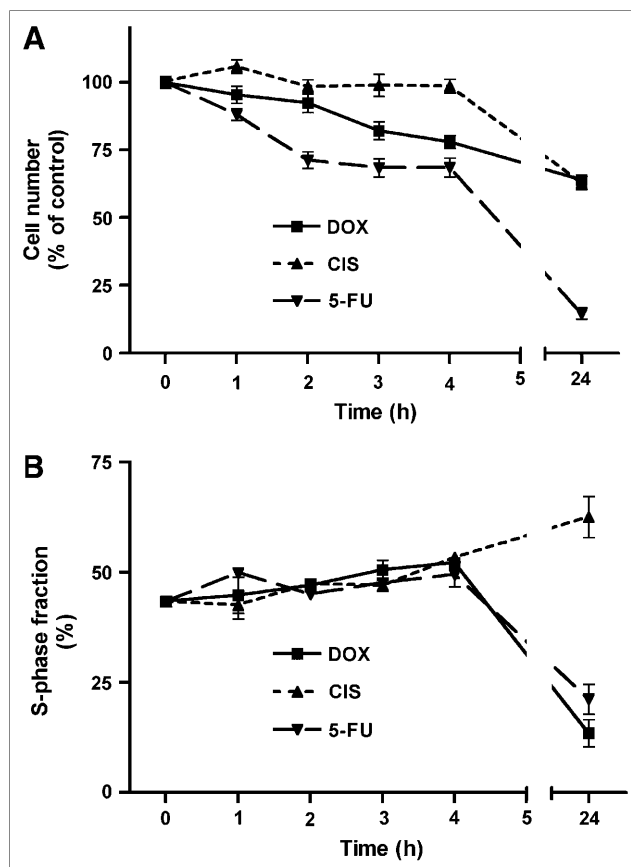 A
100
75
50
25
0
Cell number
(% of control)
DOX
CIS
5-FU
0 1 2 3 4 5 24
Time (h)
B
75
50
25
0
S-phase fraction
(%)
DOX
CIS
5-FU
0 1 2 3 4 5 24
Time (h)